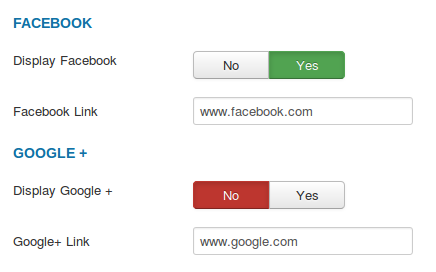 FACEBOOK
Display Facebook No Yes
Facebook Link www.facebook.com
GOOGLE +
Display Google + No Yes
Google+ Link www.google.com